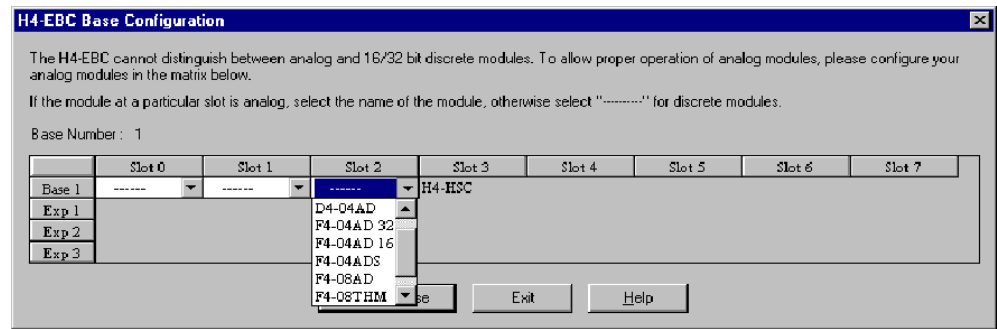 H4-EBC Base Configuration
The H4-EBC cannot distinguish between analog and 16/32 bit discrete modules. To allow proper operation of analog modules, please configure your
analog modules in the matrix below.
If the module at a particular slot is analog, select the name of the module, otherwise select "----------" for discrete modules.
Base Number: 1
Slot 0 Slot 1 Slot 2 Slot 3 Slot 4 Slot 5 Slot 6 Slot 7
Base 1 ------ ------ ------ H4-HSC
Exp 1
Exp 2
Exp 3
D4-04AD
F4-04AD 32
F4-04AD 16
F4-04ADS
F4-08AD
F4-08THM
Exit
Help